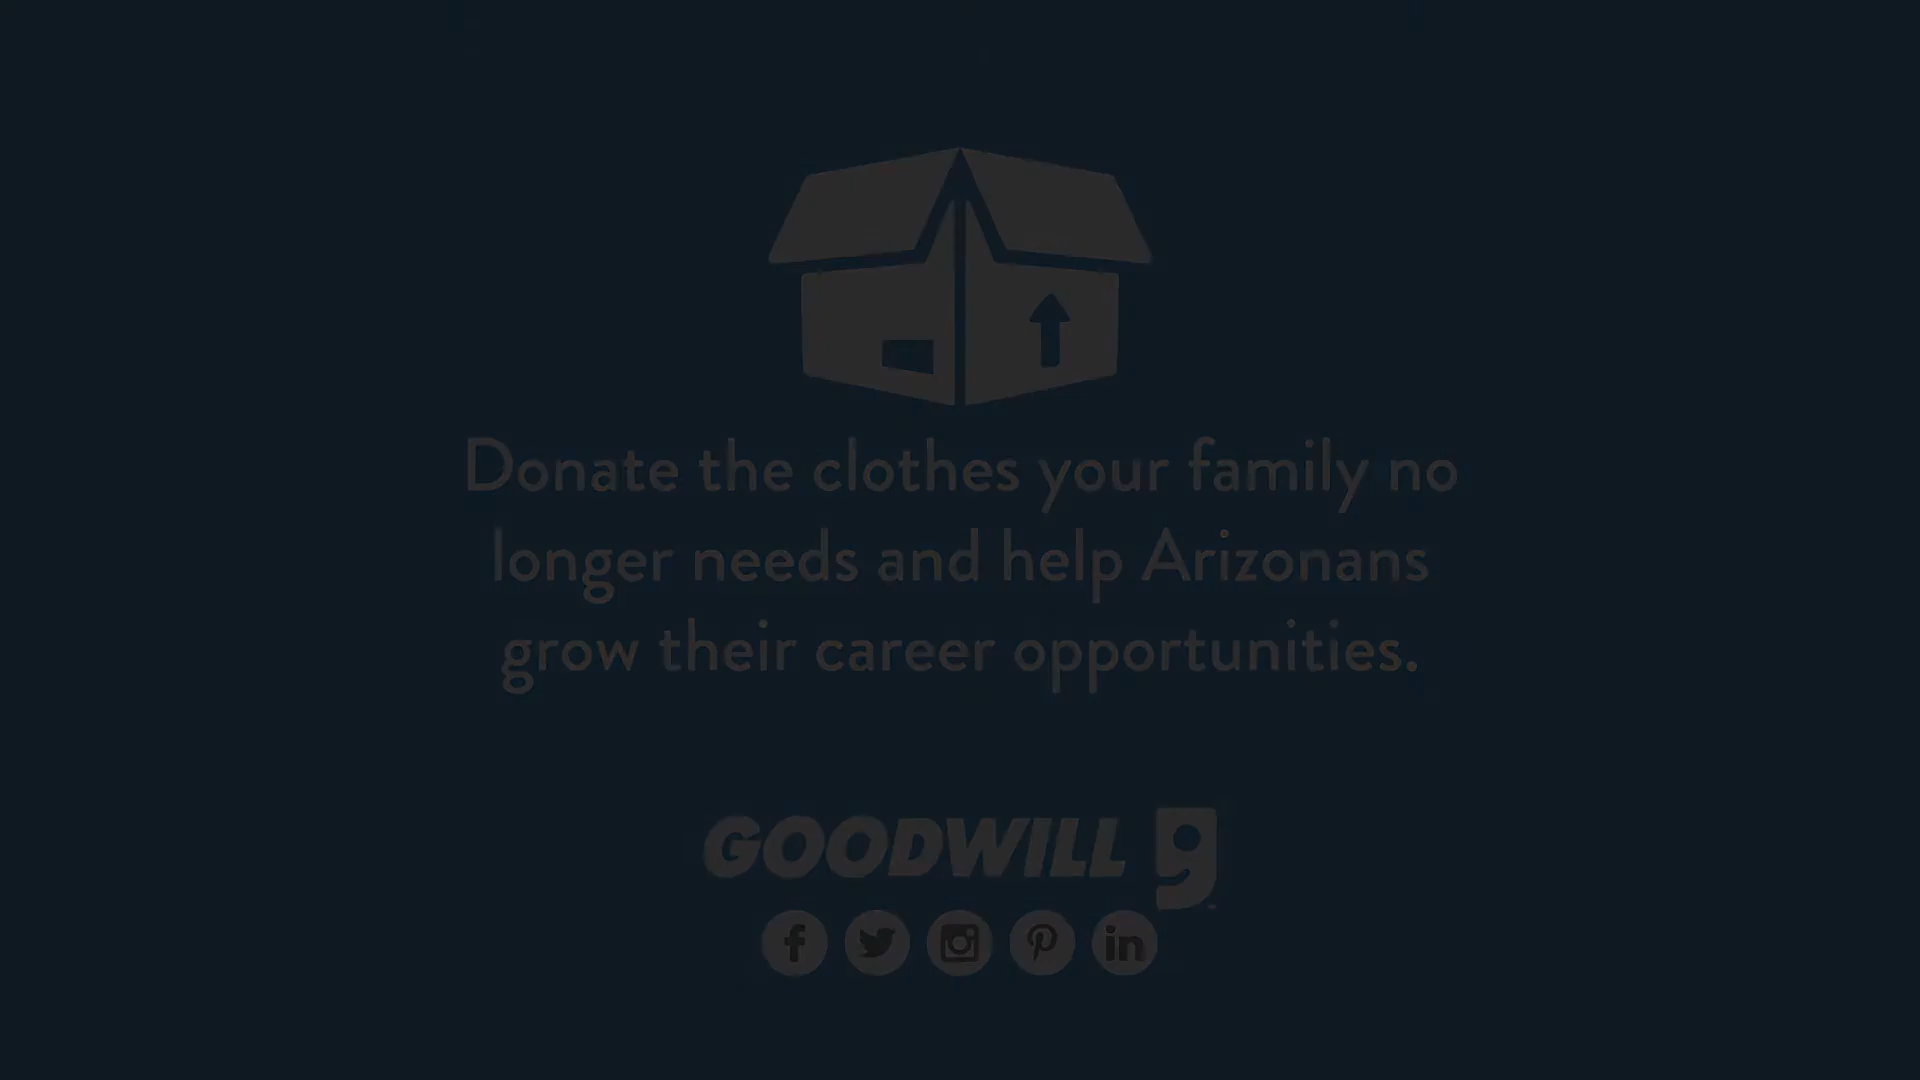 Donate the clothes your family no
longer needs and help Arizonans
grow their career opportunities.
GOODWILL g